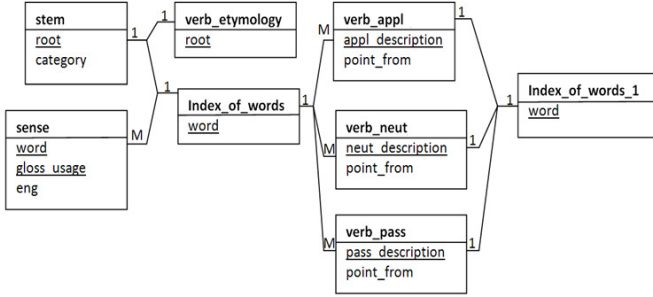 stem
root
category
1
1
verb_etymology
root
verb_appl
appl_description
point_from
M
1
sense
word
gloss_usage
eng
1
M
Index_of_words
word
1
verb_neut
neut_description
point_from
M
1
1
Index_of_words_1
word
verb_pass
pass_description
point_from
M
1